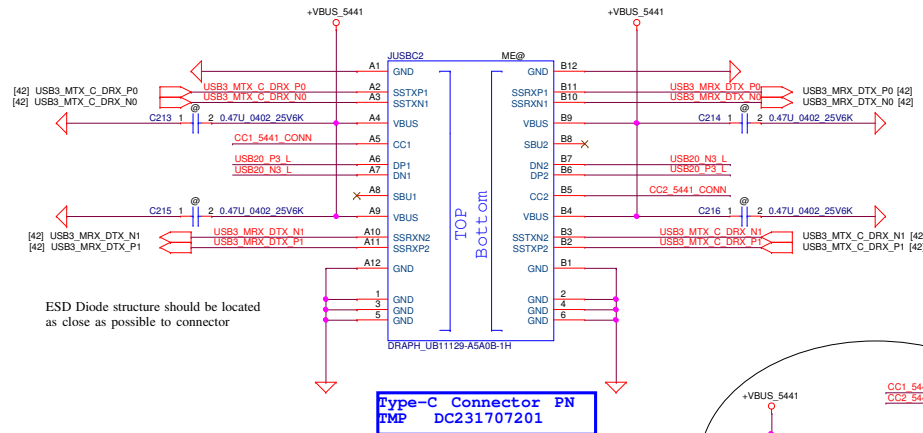 +VBUS_5441 +VBUS_5441
JUSBC2 ME@
A1 GND GND B12
[42] USB3_MTX_C_DRX_P0 USB3_MTX_C_DRX_P0 A2 SSTXP1 SSRXP1 B11 USB3_MRX_DTX_P0 USB3_MRX_DTX_P0 [42]
[42] USB3_MTX_C_DRX_N0 USB3_MTX_C_DRX_N0 A3 SSTXN1 SSRXN1 B10 USB3_MRX_DTX_N0 USB3_MRX_DTX_N0 [42]
@ @
C213 1 2 0.47U_0402_25V6K A4 VBUS VBUS B9 C214 1 2 0.47U_0402_25V6K
CC1_5441_CONN A5 CC1 SBU2 B8
USB20_P3_L A6 DP1 DN2 B7 USB20_N3_L
USB20_N3_L A7 DN1 DP2 B6 USB20_P3_L
A8 SBU1 CC2 B5 CC2_5441_CONN
@ @
C215 1 2 0.47U_0402_25V6K A9 VBUS VBUS B4 C216 1 2 0.47U_0402_25V6K
[42] USB3_MRX_DTX_N1 USB3_MRX_DTX_N1 A10 SSRXN2 SSTXN2 B3 USB3_MTX_C_DRX_N1 USB3_MTX_C_DRX_N1 [42]
[42] USB3_MRX_DTX_P1 USB3_MRX_DTX_P1 A11 SSRXP2 SSTXP2 B2 USB3_MTX_C_DRX_P1 USB3_MTX_C_DRX_P1 [42
A12 GND GND B1
TOP
Bottom
1 GND GND 2
3 GND GND 4
5 GND GND 6
ESD Diode structure should be located
as close as possible to connector
DRAPH_UB11129-A5A0B-1H
Type-C Connector PN
TMP DC231707201
+VBUS_5441
CC1_54
CC2_54